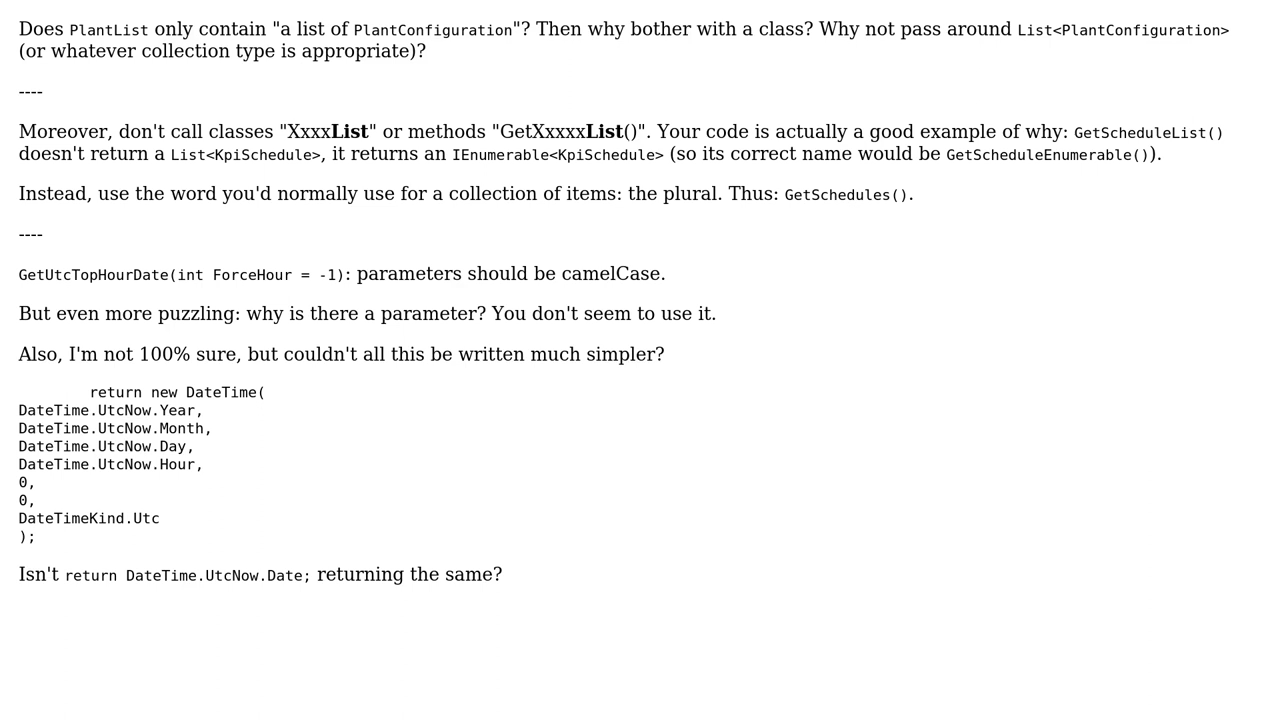 Does PlantList only contain "a list of PlantConfiguration"? Then why bother with a class? Why not pass around List<PlantConfiguration>
(or whatever collection type is appropriate)?
----
Moreover, don't call classes "XxxxList" or methods "GetXxxxxList()". Your code is actually a good example of why: GetScheduleList()
doesn't return a List<KpiSchedule>, it returns an IEnumerable<KpiSchedule> (so its correct name would be GetScheduleEnumerable()).
Instead, use the word you'd normally use for a collection of items: the plural. Thus: GetSchedules().
----
GetUtcTopHourDate(int ForceHour = -1): parameters should be camelCase.
But even more puzzling: why is there a parameter? You don't seem to use it.
Also, I'm not 100% sure, but couldn't all this be written much simpler?
return new DateTime(
DateTime.UtcNow.Year,
DateTime.UtcNow.Month,
DateTime.UtcNow.Day,
DateTime.UtcNow.Hour,
0,
0,
DateTimeKind.Utc
);
Isn't return DateTime.UtcNow.Date; returning the same?